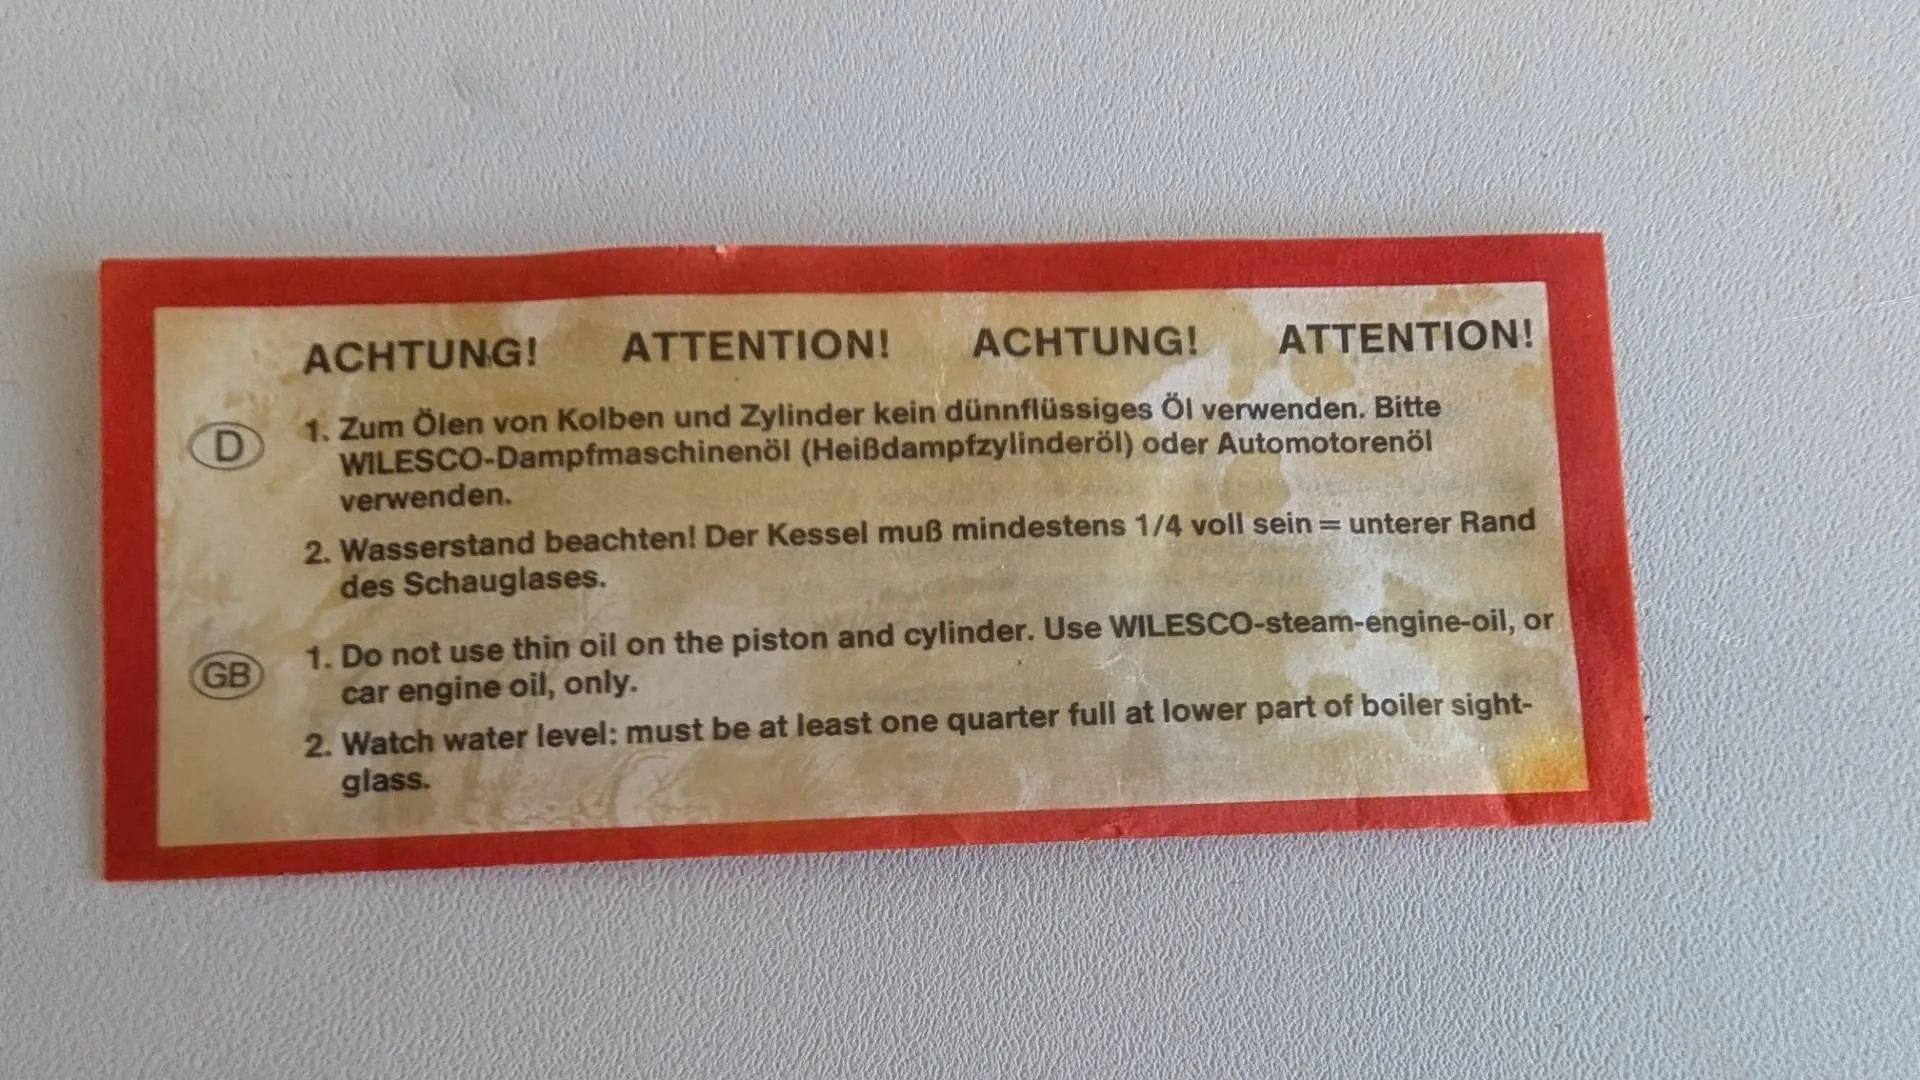 ACHTUNG! ATTENTION! ACHTUNG! ATTENTION!
D 1. Zum Ölen von Kolben und Zylinder kein dünnflüssiges Öl verwenden. Bitte
WILESCO-Dampfmaschinenöl (Heißdampfzylinderöl) oder Automotorenöl
verwenden.
2. Wasserstand beachten! Der Kessel muß mindestens 1/4 voll sein = unterer Rand
des Schauglases.
GB 1. Do not use thin oil on the piston and cylinder. Use WILESCO-steam-engine-oil, or
car engine oil, only.
2. Watch water level: must be at least one quarter full at lower part of boiler sight-
glass.